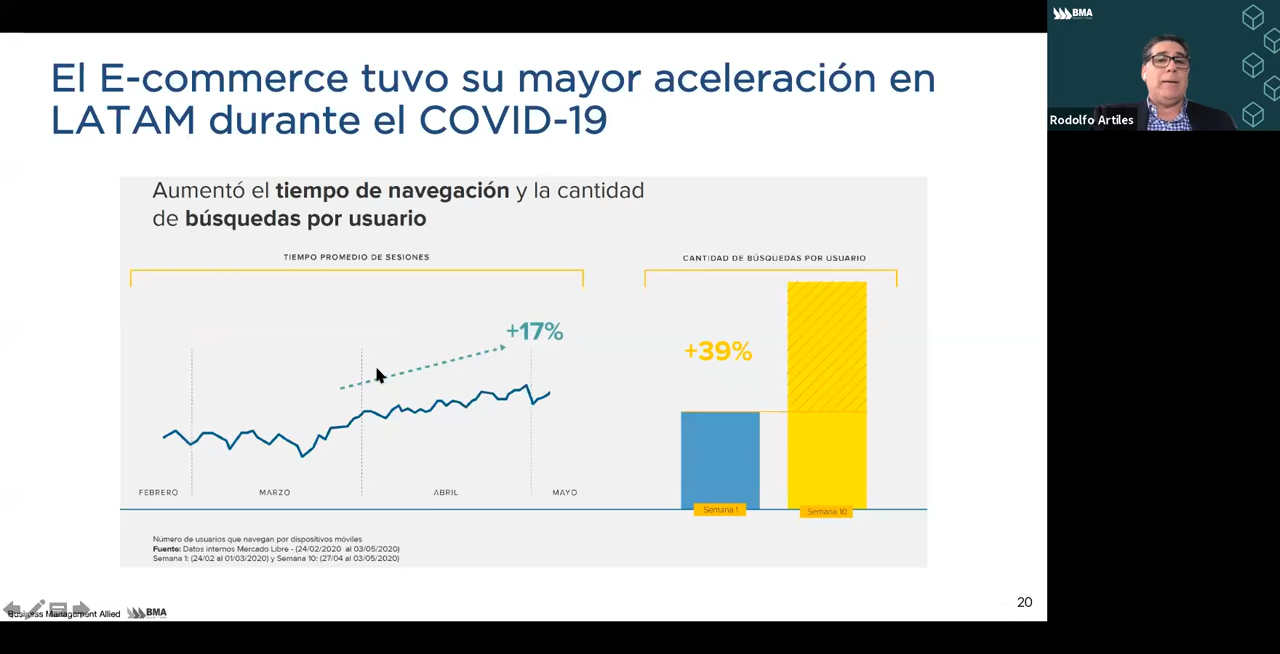 El E-commerce tuvo su mayor aceleración en
LATAM durante el COVID-19
Aumentó el tiempo de navegación y la cantidad
de búsquedas por usuario
TIEMPO PROMEDIO DE SESIONES
+17%
FEBRERO
MARZO
ABRIL
MAYO
CANTIDAD DE BÚSQUEDAS POR USUARIO
+39%
Semana 1
Semana 10
Número de usuarios que navegan por dispositivos móviles
Fuente: Datos internos Mercado Libre - (24/02/2020 al 03/05/2020)
Semana 1: (24/02 al 01/03/2020) y Semana 10: (27/04 al 03/05/2020)
Business Management Allied
BMA
20
BMA
Rodolfo Artiles